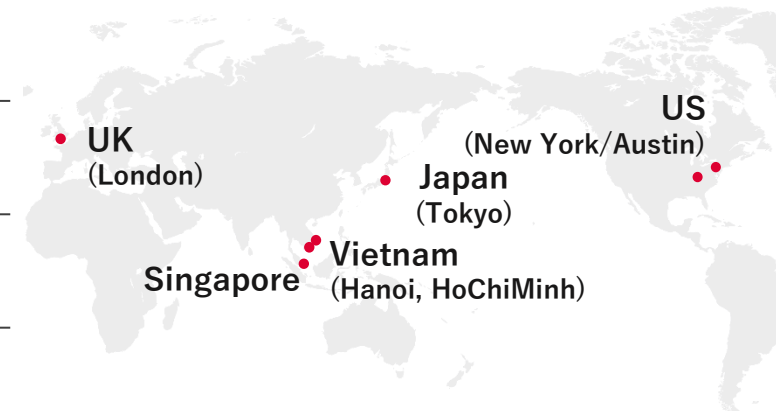 US
(New York/Austin)
UK
(London)
Japan
(Tokyo)
Vietnam
(Hanoi, HoChiMinh)
Singapore